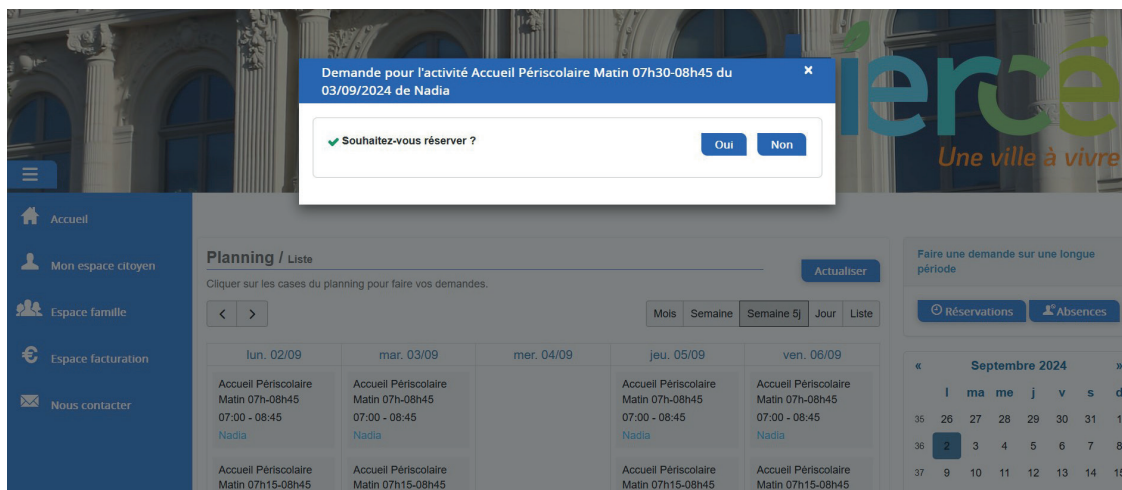 Demande pour l'activité Accueil Périscolaire Matin 07h30-08h45 du
03/09/2024 de Nadia
×
Souhaitez-vous réserver ?
Oui
Non
iercé
Une ville à vivre
Accueil
Mon espace citoyen
Espace famille
Espace facturation
Nous contacter
Planning / Liste
Actualiser
Cliquer sur les cases du planning pour faire vos demandes.
< >
Mois Semaine Semaine 5j Jour Liste
lun. 02/09 mar. 03/09 mer. 04/09 jeu. 05/09 ven. 06/09
Accueil Périscolaire Accueil Périscolaire Accueil Périscolaire Accueil Périscolaire
Matin 07h-08h45 Matin 07h-08h45 Matin 07h-08h45 Matin 07h-08h45
07:00 - 08:45 07:00 - 08:45 07:00 - 08:45 07:00 - 08:45
Nadia Nadia Nadia Nadia
Accueil Périscolaire Accueil Périscolaire Accueil Périscolaire Accueil Périscolaire
Matin 07h15-08h45 Matin 07h15-08h45 Matin 07h15-08h45 Matin 07h15-08h45
Faire une demande sur une longue
période
Réservations Absences
« Septembre 2024 »
l ma me j v s d
35 26 27 28 29 30 31 1
36 2 3 4 5 6 7 8
37 9 10 11 12 13 14 15